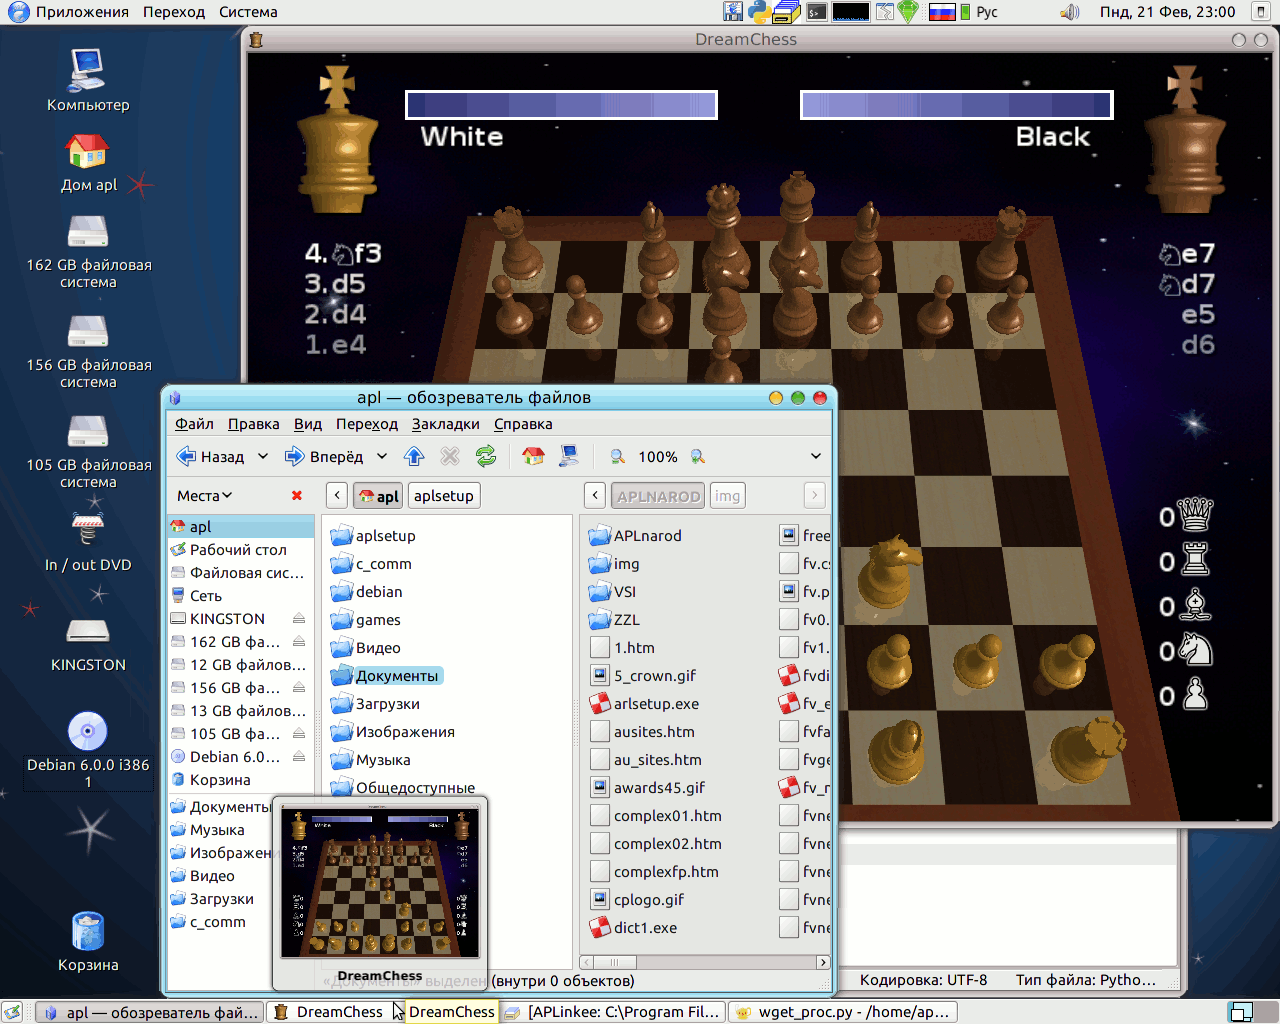 Приложения Переход Система
Рус
Пнд, 21 Фев, 23:00
Компьютер
Дом apl
162 GB файловая
система
156 GB файловая
система
105 GB файловая
система
In / out DVD
KINGSTON
Debian 6.0.0 i386
1
Корзина
DreamChess
White
Black
4.♘f3
3.d5
2.d4
1.e4
♘e7
♘d7
e5
d6
0
0
0
0
0
apl — обозреватель файлов
Файл Правка Вид Переход Закладки Справка
Назад Вперёд 100%
Места
apl aplsetup
APLNAROD img
apl
Рабочий стол
Файловая сис...
Сеть
KINGSTON
162 GB фа...
12 GB файлов...
156 GB фа...
13 GB файлов...
105 GB фа...
Debian 6.0...
Корзина
Документы
Музыка
Изображен
Видео
Загрузки
c_comm
aplsetup
c_comm
debian
games
Видео
Документы
Загрузки
Изображения
Музыка
Общедоступные
APLnarod
img
VSI
ZZL
1.htm
5_crown.gif
arlsetup.exe
ausites.htm
au_sites.htm
awards45.gif
complex01.htm
complex02.htm
complexfp.htm
cplogo.gif
dict1.exe
free
fv.c
fv.p
fv0.
fv1.
fvdi
fv_e
fvfa
fvge
fv_r
fvne
fvne
fvne
fvne
fvne
DreamChess
«Документы» выделен (внутри 0 объектов)
Кодировка: UTF-8 Тип файла: Pytho...
apl — обозреватель фай...
DreamChess
DreamChess
[APLinkee: C:\Program Fil...
wget_proc.py - /home/ap...